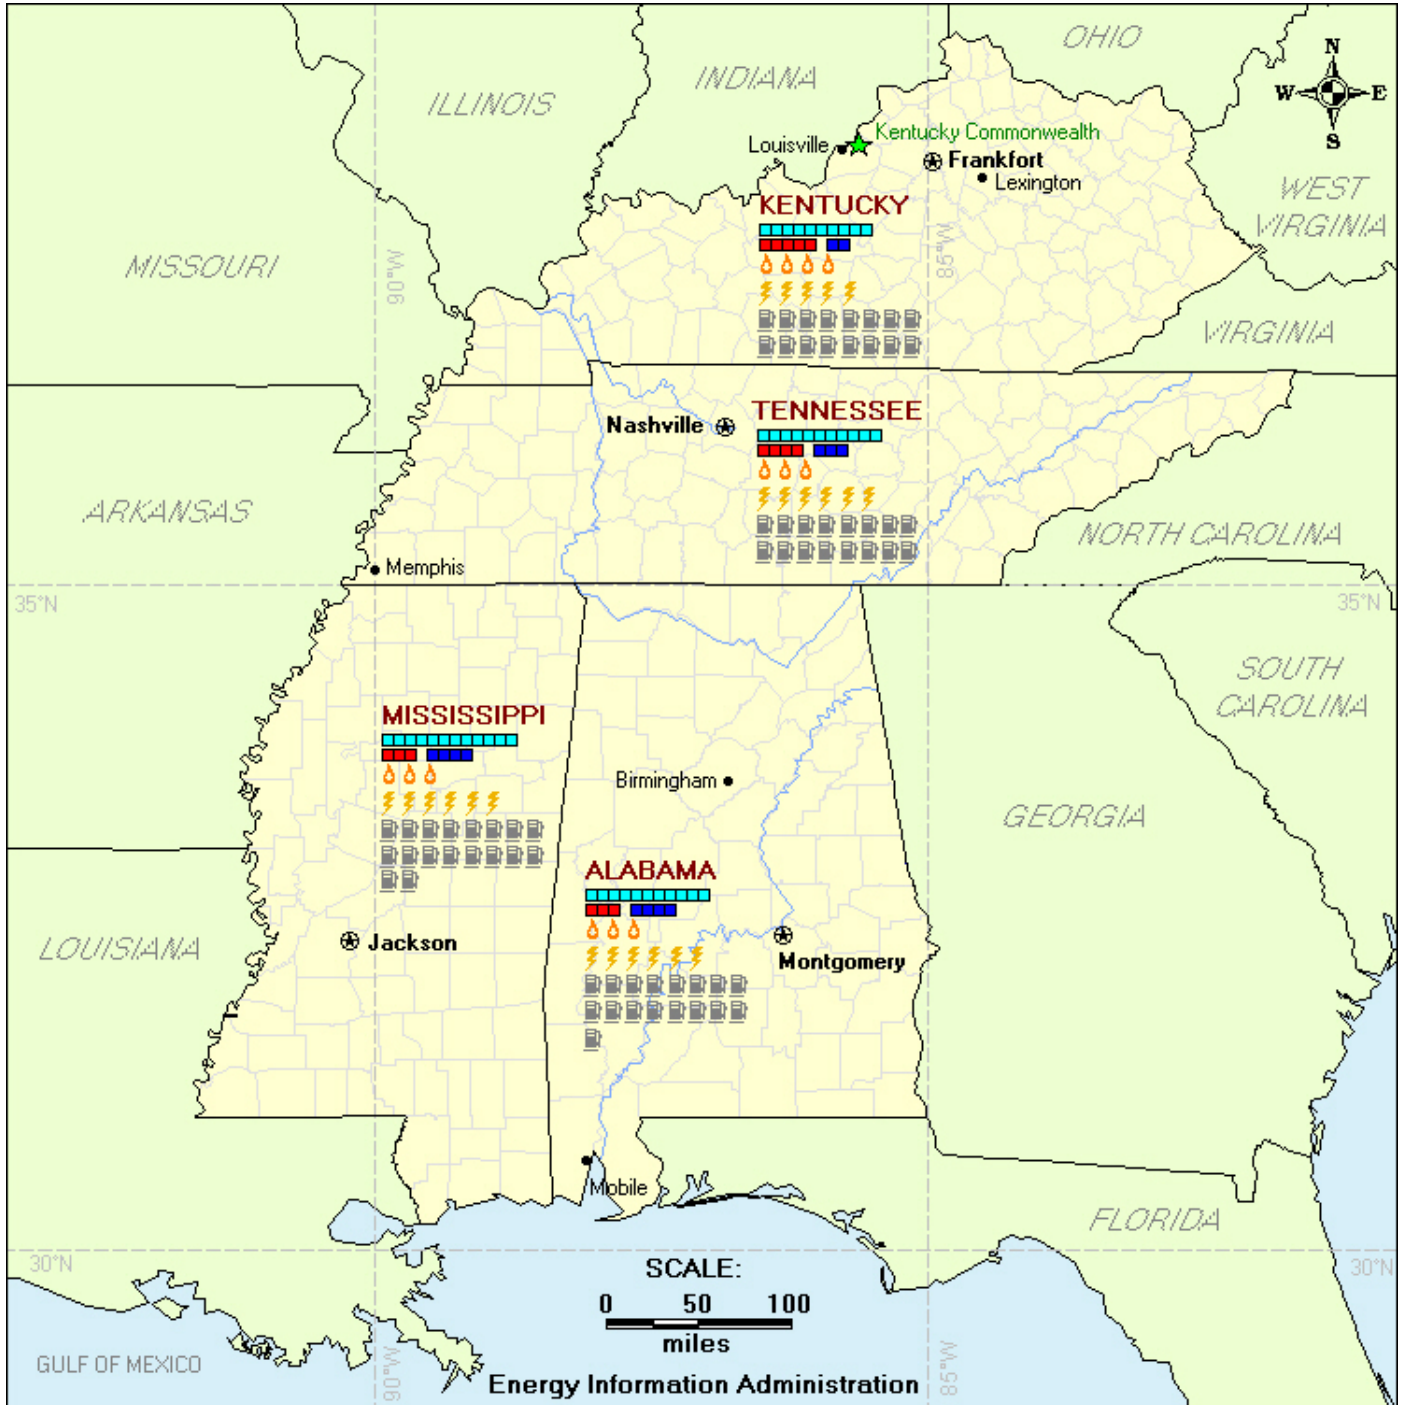 OHIO
N
INDIANA
W
E
ILLINOIS
Kentucky Commonwealth
S
Louisville
Frankfort
Lexington
WEST
VIRGINIA
KENTUCKY
MISSOURI
90°W
85°W
VIRGINIA
TENNESSEE
Nashville
ARKANSAS
NORTH CAROLINA
Memphis
35°N
35°N
SOUTH
CAROLINA
MISSISSIPPI
Birmingham
GEORGIA
ALABAMA
LOUISIANA
Jackson
Montgomery
Mobile
FLORIDA
30°N
30°N
SCALE:
0 50 100
miles
GULF OF MEXICO
90°W
85°W
Energy Information Administration